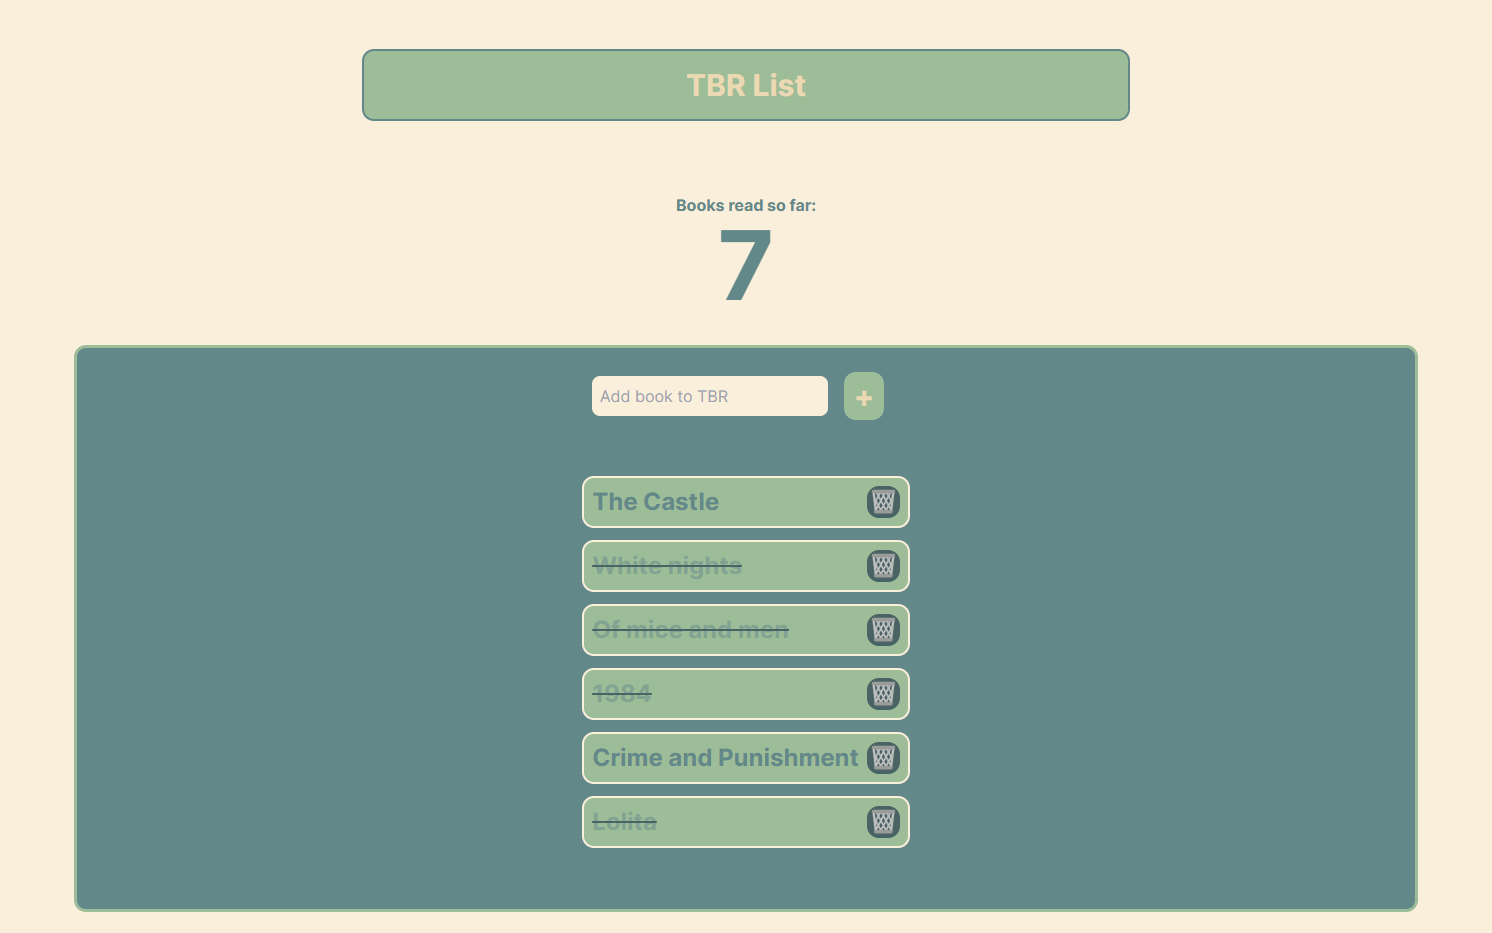 TBR List
Books read so far:
7
Add book to TBR
+
The Castle
White nights
Of mice and men
1984
Crime and Punishment
Lolita